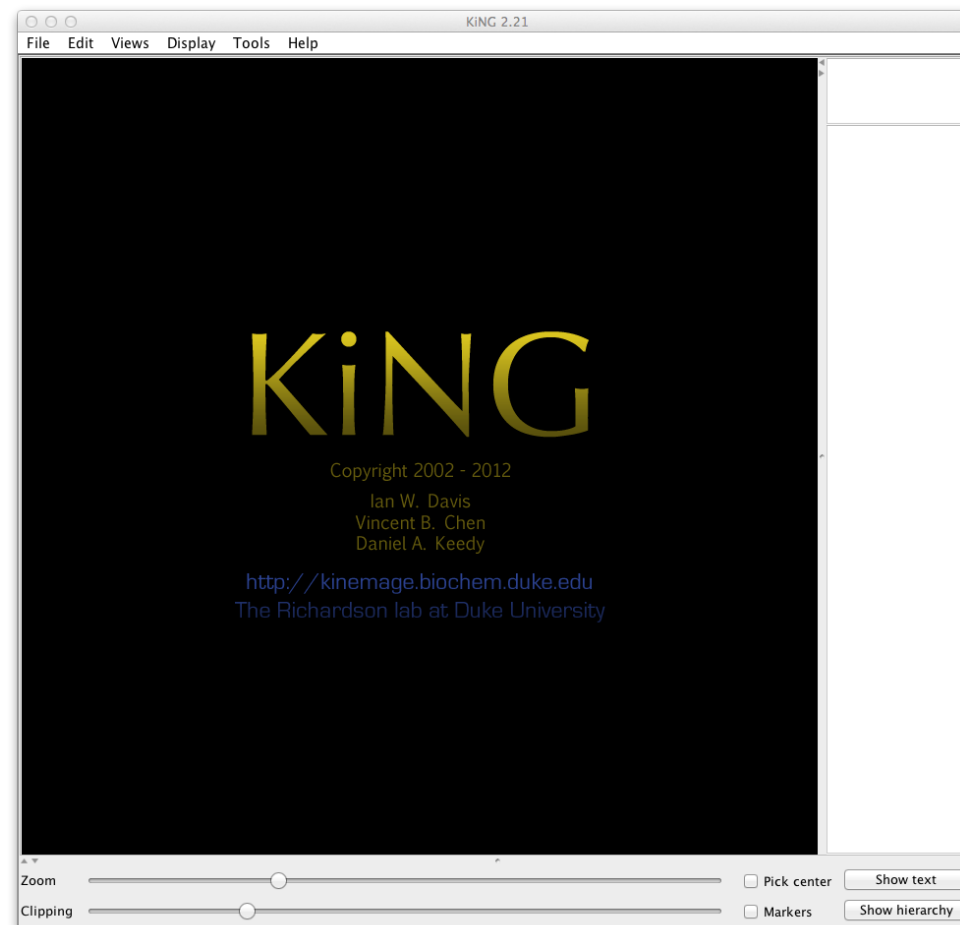 KiNG 2.21
File Edit Views Display Tools Help
KiNG
Copyright 2002 - 2012
Ian W. Davis
Vincent B. Chen
Daniel A. Keedy
http://kinemage.biochem.duke.edu
The Richardson lab at Duke University
Zoom Pick center Show text
Clipping Markers Show hierarchy